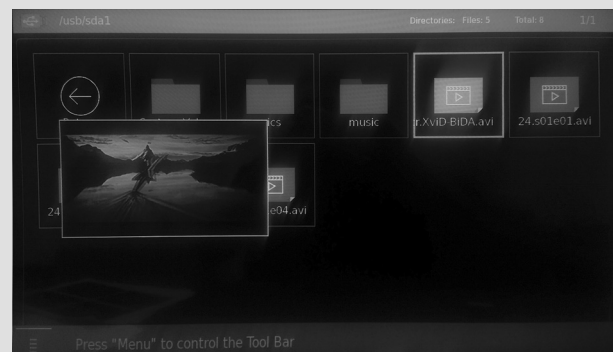 /usb/sda1
Directories: Files: 5 Total: 8 1/1
ics
music
r.XviD-BiDA.avi
24.s01e01.avi
24
e04.avi
Press "Menu" to control the Tool Bar